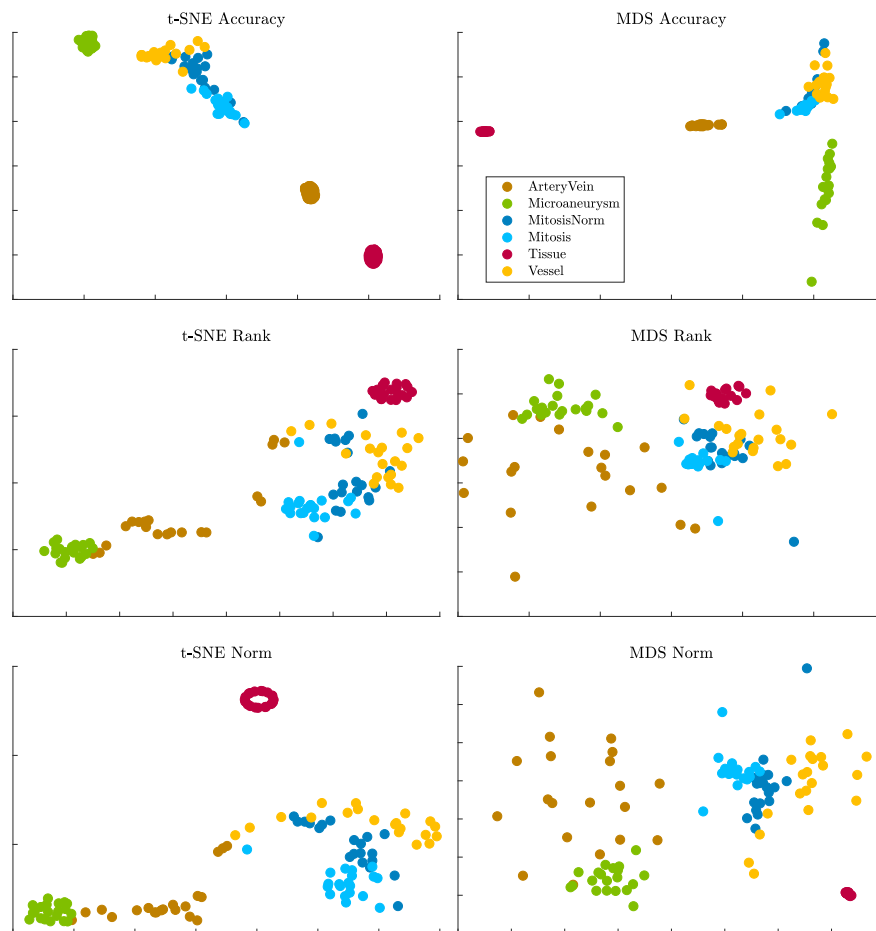 t-SNE Accuracy
MDS Accuracy
ArteryVein
Microaneurysm
MitosisNorm
Mitosis
Tissue
Vessel
t-SNE Rank
MDS Rank
t-SNE Norm
MDS Norm